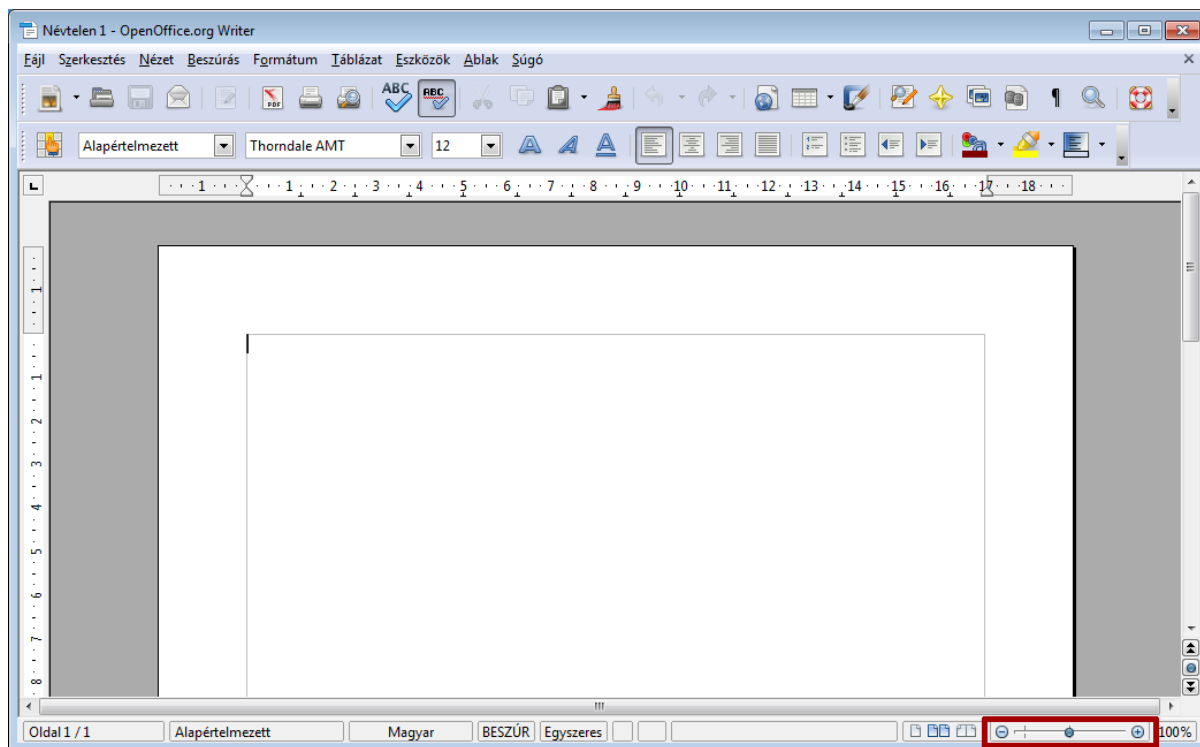 Névtelen 1 - OpenOffice.org Writer
Fájl Szerkesztés Nézet Beszúrás Formátum Táblázat Eszközök Ablak Súgó
PDF ABC ABC
Alapértelmezett Thorndale AMT 12 A A A
1 1 2 3 4 5 6 7 8 9 10 11 12 13 14 15 16 17 18
1
1
2
3
4
5
6
7
8
Oldal 1 / 1 Alapértelmezett Magyar BESZÚR Egyszeres 100%